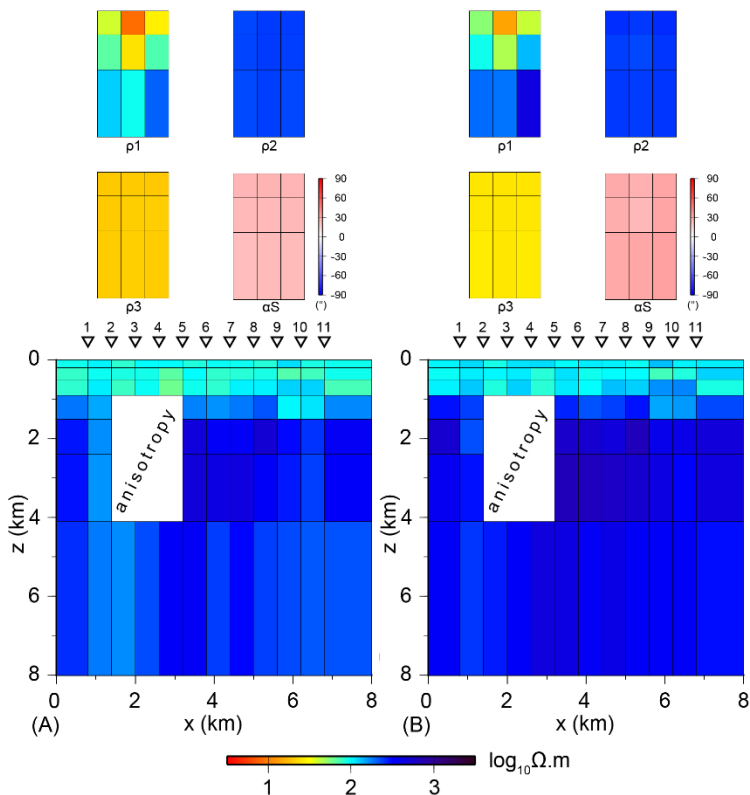 ρ1 ρ2 ρ1 ρ2
90
60
30
0
-30
-60
-90
(°)
90
60
30
0
-30
-60
-90
(°)
ρ3 αS ρ3 αS
1 2 3 4 5 6 7 8 9 10 11
1 2 3 4 5 6 7 8 9 10 11
0
2
4
6
8
z (km)
anisotropy
0
2
4
6
8
z (km)
anisotropy
0 2 4 6 8
0 2 4 6 8
(A) x (km)
(B) x (km)
log10Ω.m
1 2 3